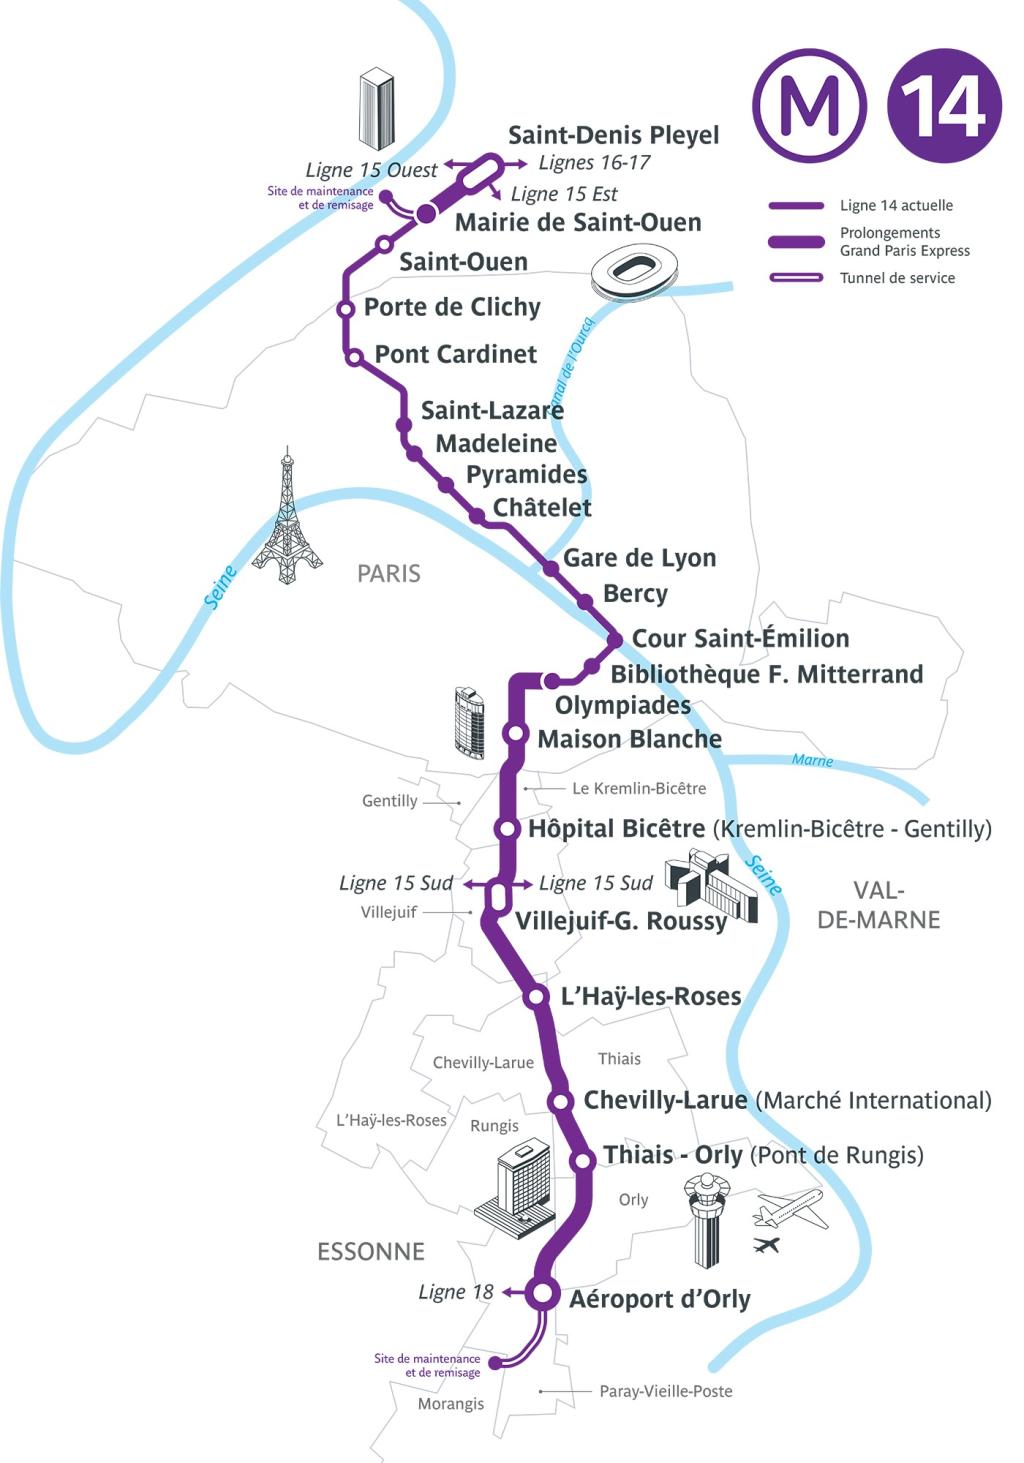 M 14
Saint-Denis Pleyel
Ligne 15 Ouest
Lignes 16-17
Site de maintenance
et de remisage
Ligne 15 Est
Mairie de Saint-Ouen
Ligne 14 actuelle
Prolongements
Grand Paris Express
Tunnel de service
Saint-Ouen
Porte de Clichy
Canal de l'Ourcq
Pont Cardinet
Saint-Lazare
Madeleine
Pyramides
Châtelet
Gare de Lyon
PARIS
Seine
Bercy
Cour Saint-Émilion
Bibliothèque F. Mitterrand
Olympiades
Maison Blanche
Marne
Le Kremlin-Bicêtre
Gentilly
Hôpital Bicêtre (Kremlin-Bicêtre - Gentilly)
Seine
Ligne 15 Sud
Ligne 15 Sud
VAL-
DE-MARNE
Villejuif
Villejuif-G. Roussy
L'Haÿ-les-Roses
Chevilly-Larue
Thiais
Chevilly-Larue (Marché International)
L'Haÿ-les-Roses
Rungis
Thiais - Orly (Pont de Rungis)
Orly
ESSONNE
Ligne 18
Aéroport d'Orly
Site de maintenance
et de remisage
Paray-Vieille-Poste
Morangis